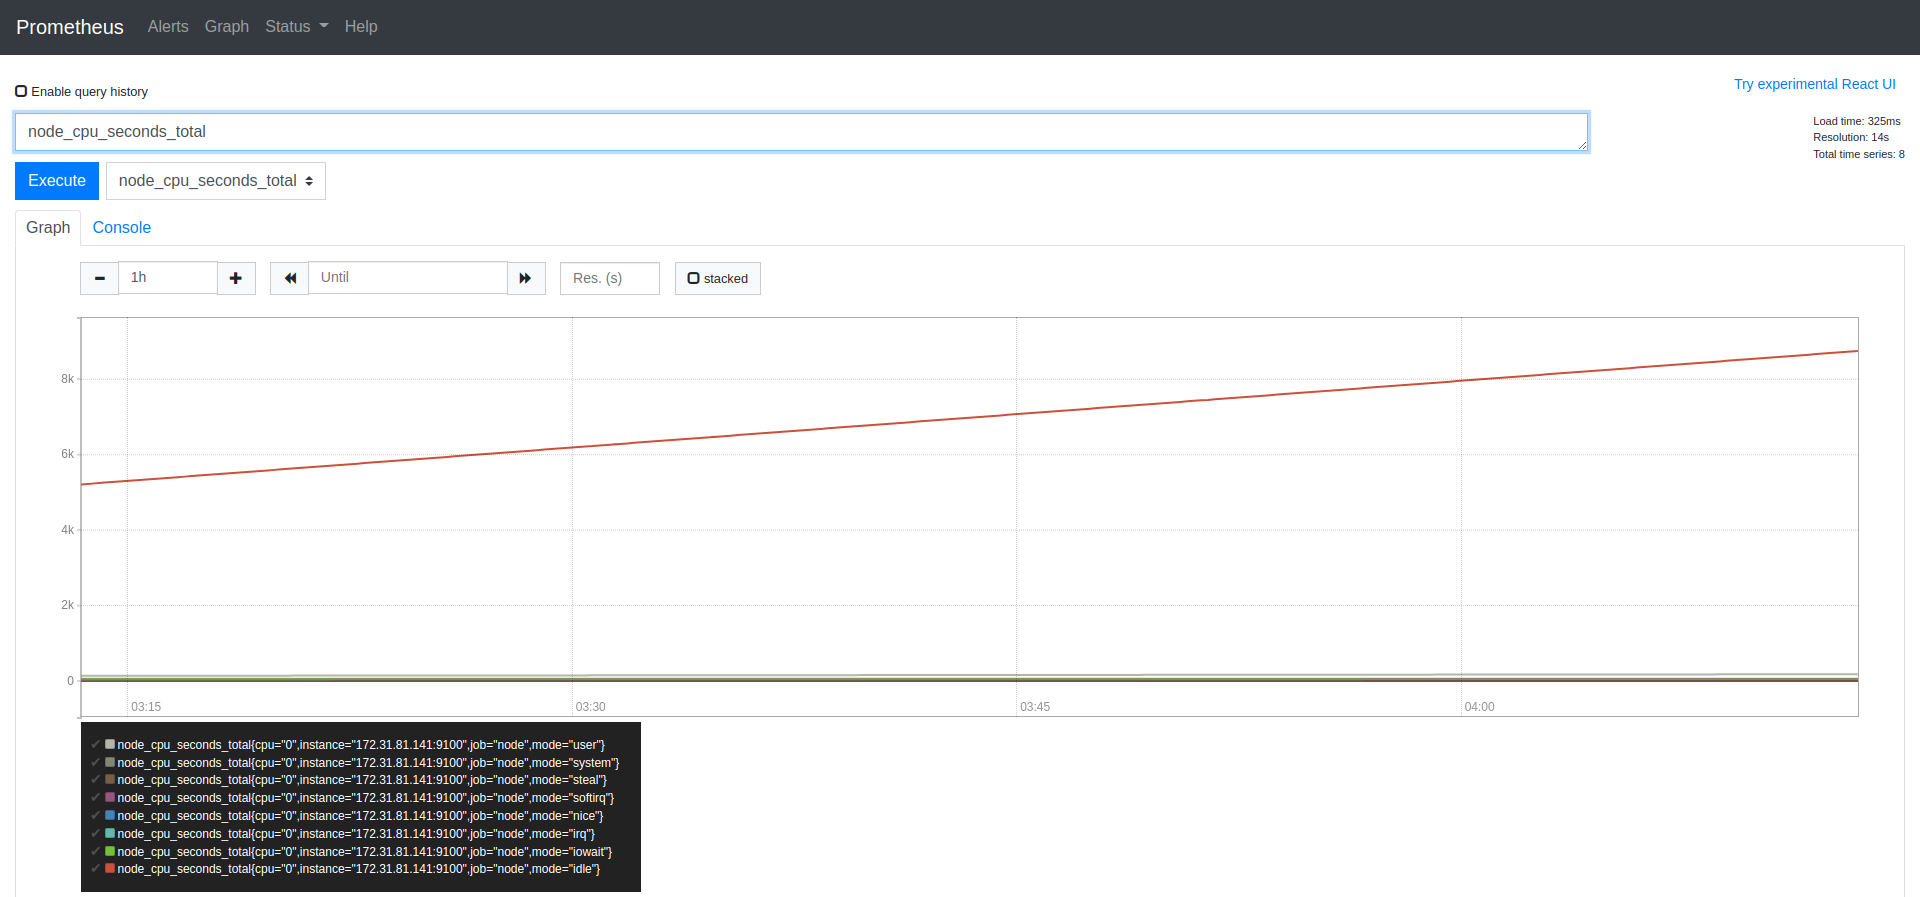 Prometheus Alerts Graph Status Help
Enable query history
Try experimental React UI
node_cpu_seconds_total
Load time: 325ms
Resolution: 14s
Total time series: 8
Execute node_cpu_seconds_total
Graph Console
1h Until Res. (s) stacked
8k
6k
4k
2k
0
03:15 03:30 03:45 04:00
node_cpu_seconds_total{cpu="0",instance="172.31.81.141:9100",job="node",mode="user"}
node_cpu_seconds_total{cpu="0",instance="172.31.81.141:9100",job="node",mode="system"}
node_cpu_seconds_total{cpu="0",instance="172.31.81.141:9100",job="node",mode="steal"}
node_cpu_seconds_total{cpu="0",instance="172.31.81.141:9100",job="node",mode="softirq"}
node_cpu_seconds_total{cpu="0",instance="172.31.81.141:9100",job="node",mode="nice"}
node_cpu_seconds_total{cpu="0",instance="172.31.81.141:9100",job="node",mode="irq"}
node_cpu_seconds_total{cpu="0",instance="172.31.81.141:9100",job="node",mode="iowait"}
node_cpu_seconds_total{cpu="0",instance="172.31.81.141:9100",job="node",mode="idle"}